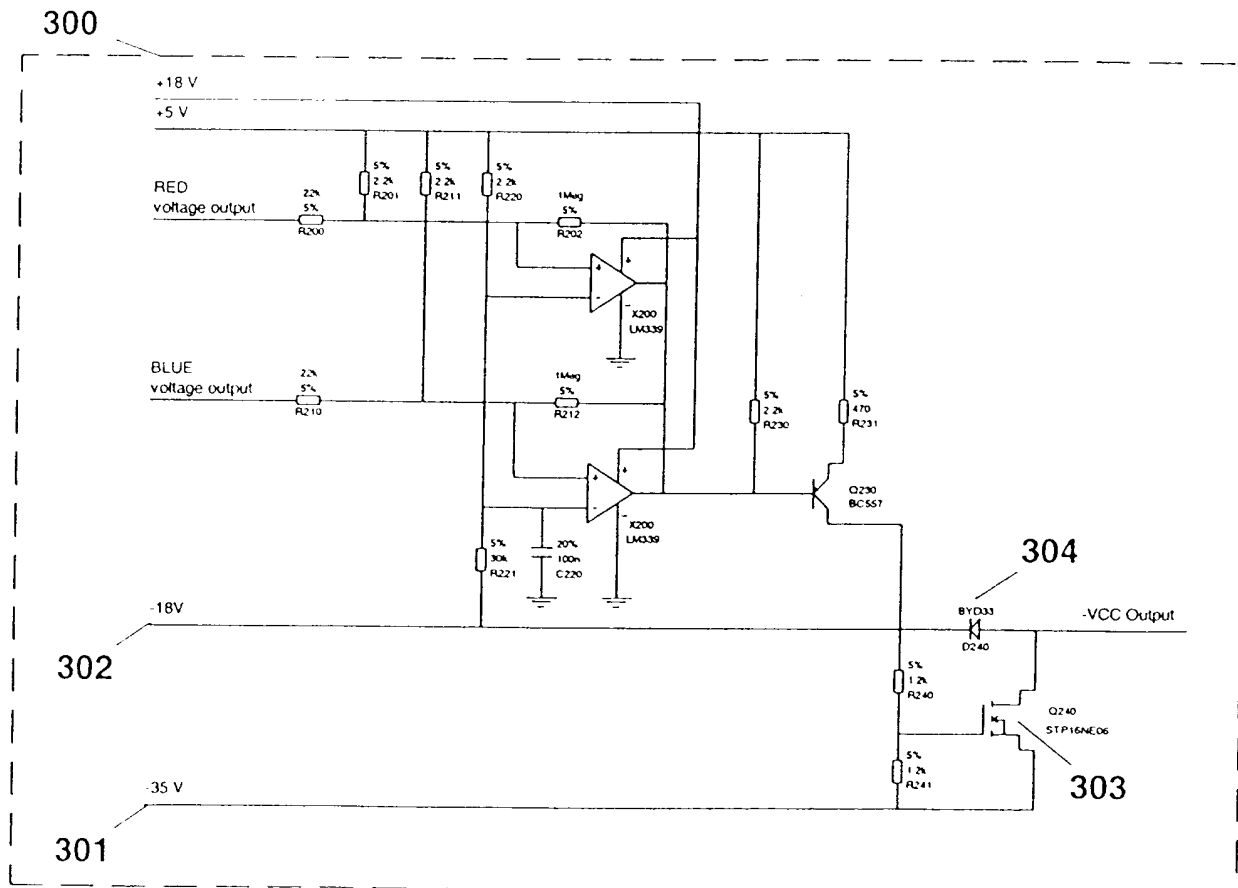 300
+18 V
+5 V
5%
2.2k
R201
5%
2.2k
R211
5%
2.2k
R220
RED
voltage output
22k
5%
R200
1Meg
5%
R202
+
-
+
-
X200
LM339
BLUE
voltage output
22k
5%
R210
1Meg
5%
R212
5%
2.2k
R230
5%
470
R231
+
-
+
-
X200
LM339
Q230
BC557
5%
30k
R221
20%
100n
C220
304
-18V
BYD33
D240
-VCC Output
302
5%
1.2k
R240
Q240
STP16NE06
5%
1.2k
R241
303
-35 V
301